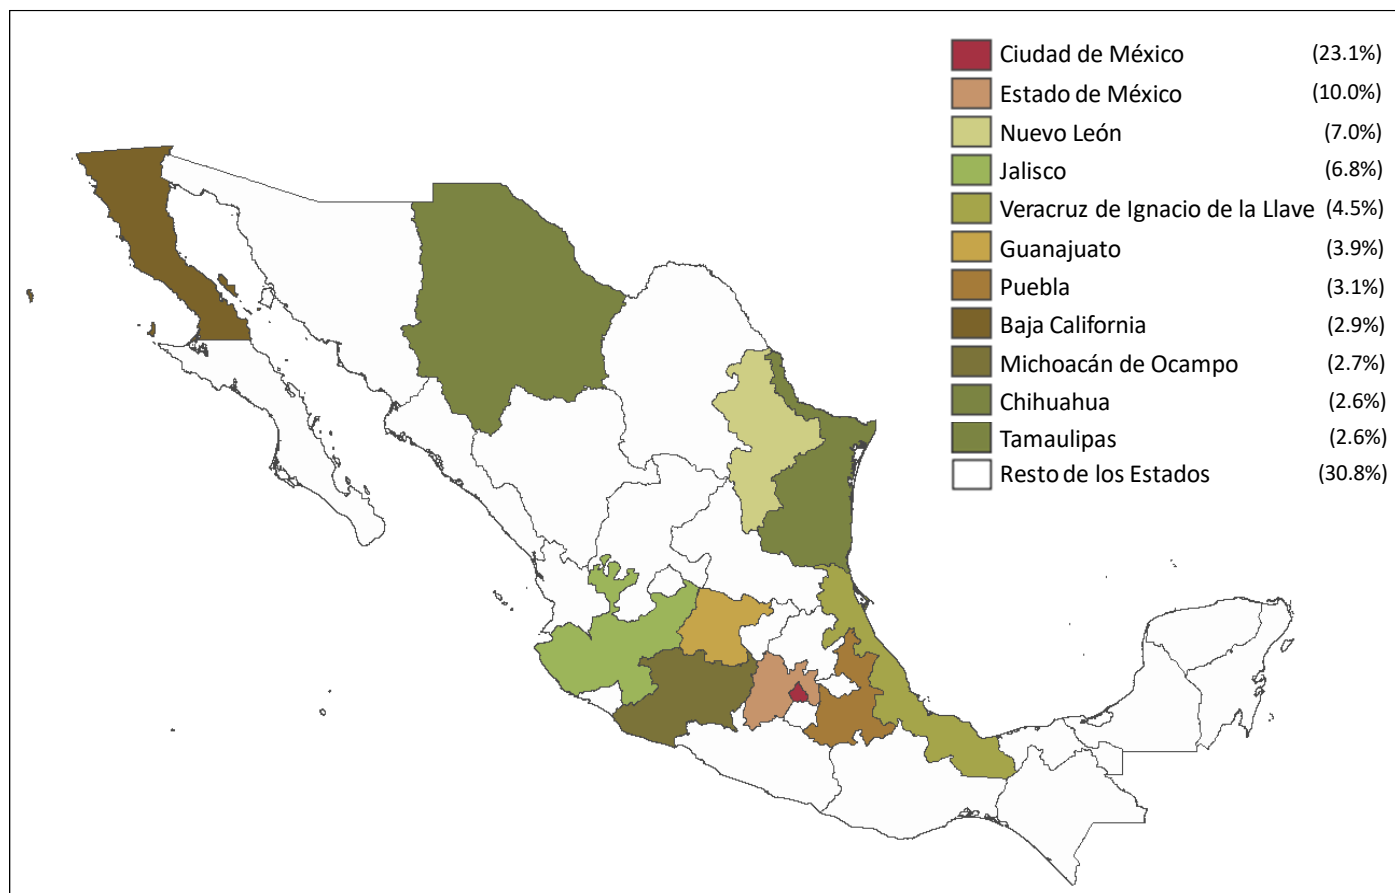 Ciudad de México (23.1%)
Estado de México (10.0%)
Nuevo León (7.0%)
Jalisco (6.8%)
Veracruz de Ignacio de la Llave (4.5%)
Guanajuato (3.9%)
Puebla (3.1%)
Baja California (2.9%)
Michoacán de Ocampo (2.7%)
Chihuahua (2.6%)
Tamaulipas (2.6%)
Resto de los Estados (30.8%)